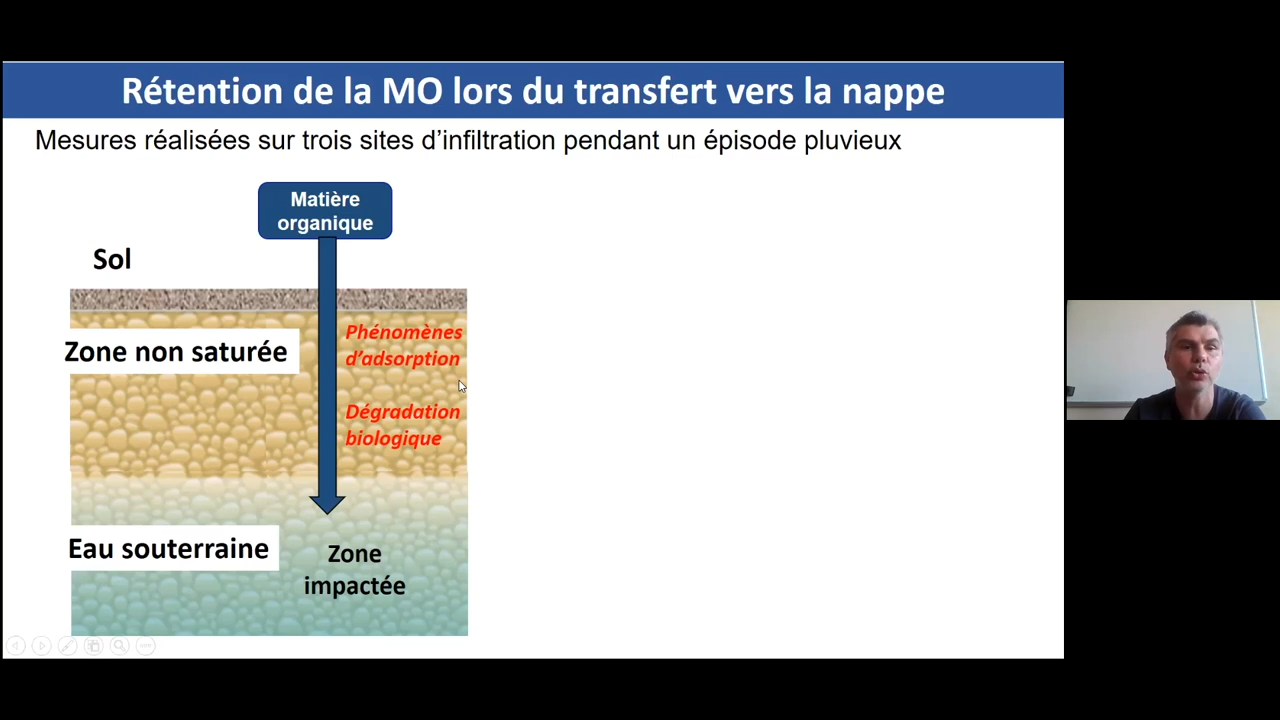 Rétention de la MO lors du transfert vers la nappe
Mesures réalisées sur trois sites d'infiltration pendant un épisode pluvieux
Matière
organique
Sol
Phénomènes
d'adsorption
Zone non saturée
Dégradation
biologique
Eau souterraine
Zone
impactée